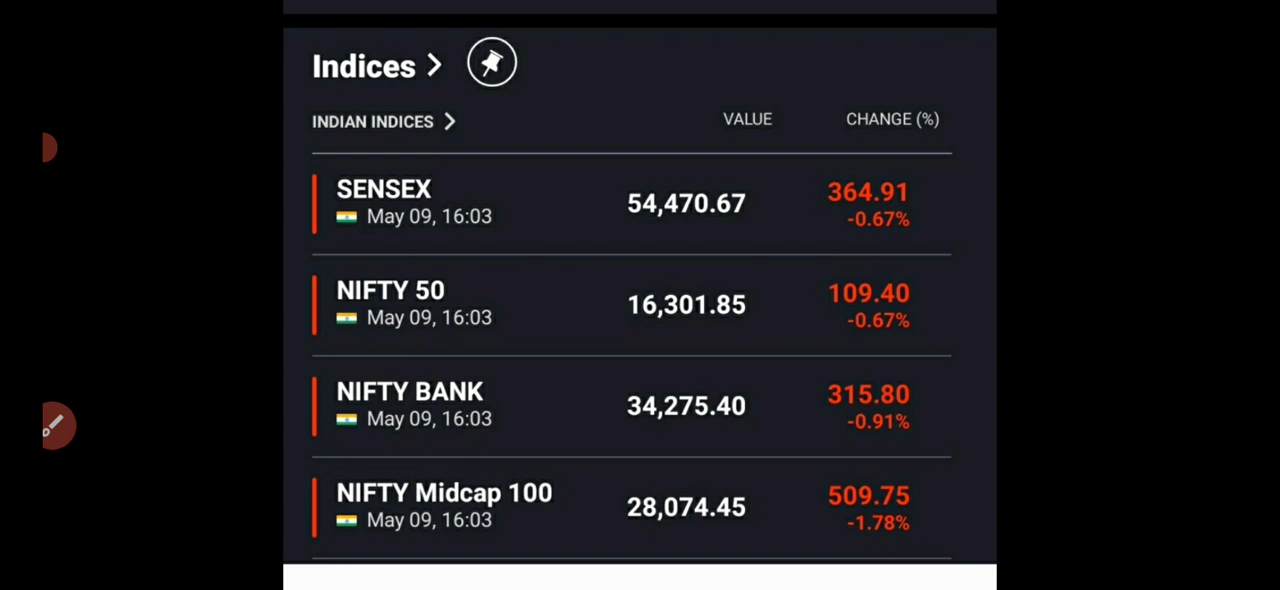 Indices
INDIAN INDICES VALUE CHANGE (%)
SENSEX
May 09, 16:03
54,470.67
364.91
-0.67%
NIFTY 50
May 09, 16:03
16,301.85
109.40
-0.67%
NIFTY BANK
May 09, 16:03
34,275.40
315.80
-0.91%
NIFTY Midcap 100
May 09, 16:03
28,074.45
509.75
-1.78%